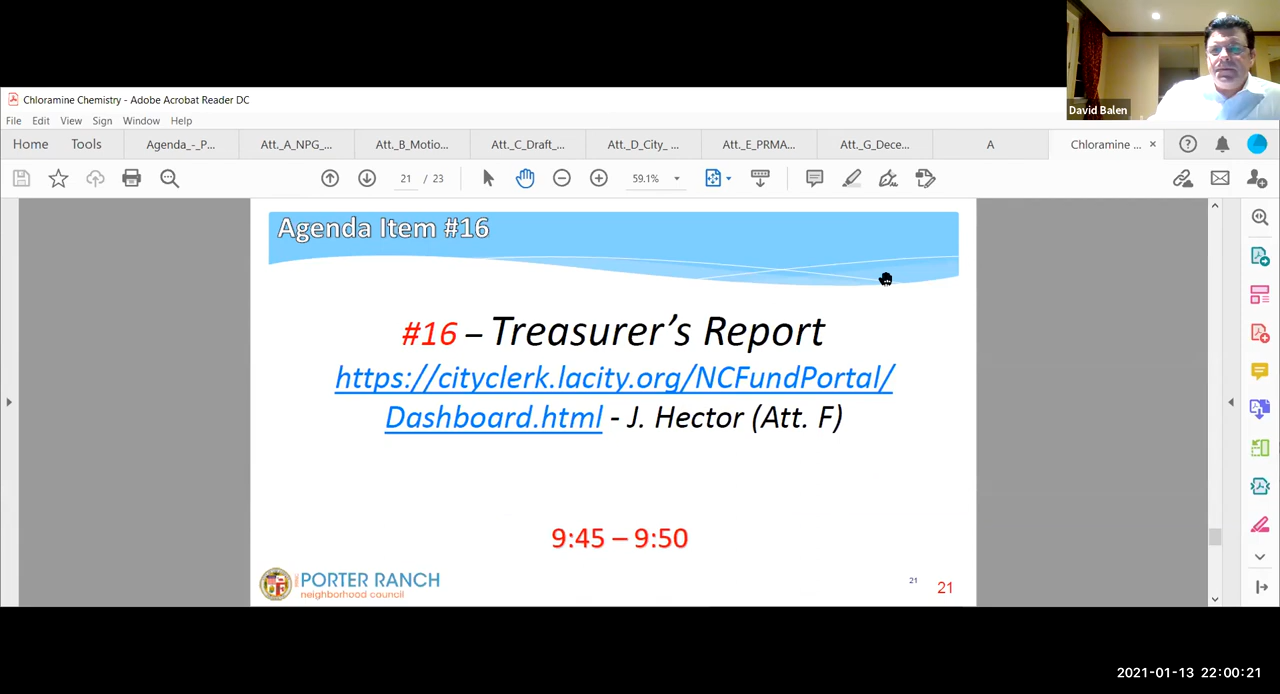 David Balen
Chloramine Chemistry - Adobe Acrobat Reader DC
File Edit View Sign Window Help
Home Tools Agenda_-_P... Att._A_NPG_... Att._B_Motio... Att._C_Draft_... Att._D_City_ ... Att._E_PRMA... Att._G_Dece... A Chloramine ... ×
21 / 23 59.1%
Agenda Item #16
#16 – Treasurer's Report
https://cityclerk.lacity.org/NCFundPortal/
Dashboard.html - J. Hector (Att. F)
9:45 – 9:50
PORTER RANCH
neighborhood council
21
21
2021-01-13 22:00:21